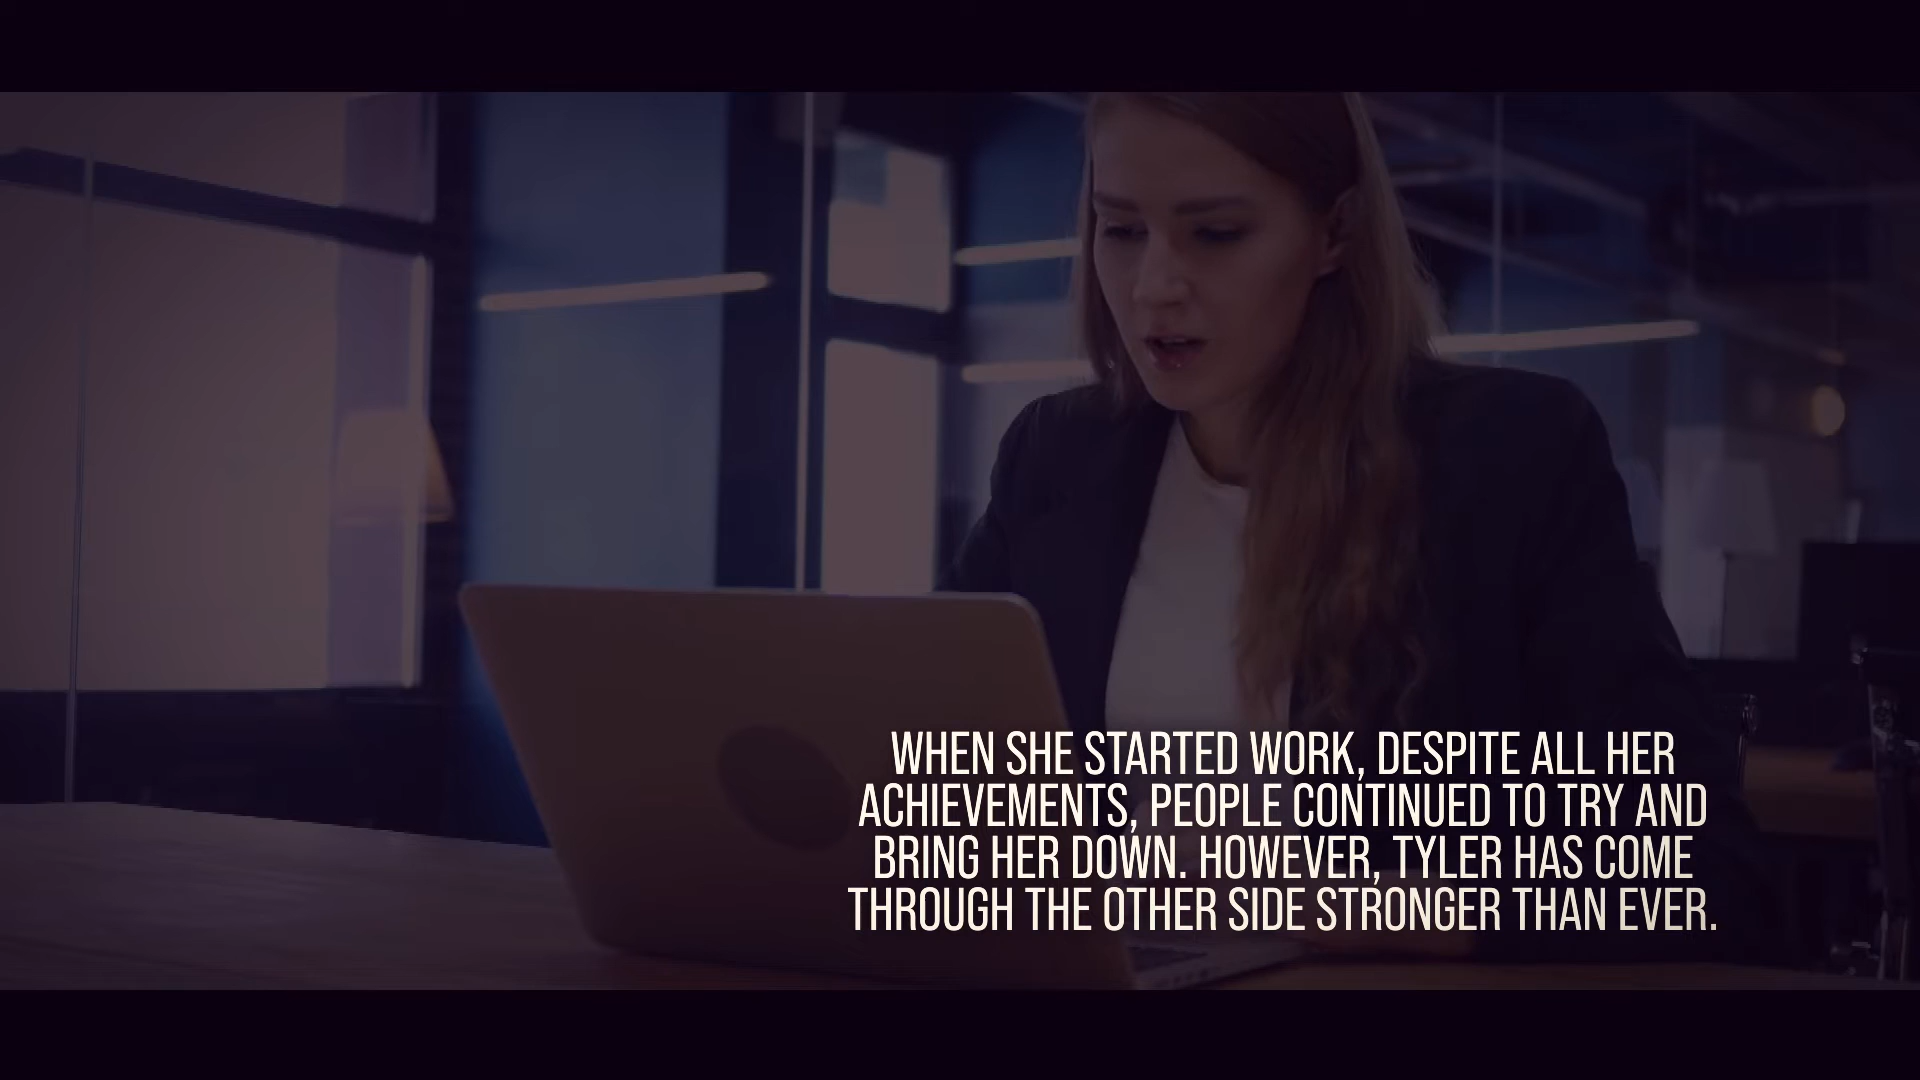 WHEN SHE STARTED WORK, DESPITE ALL HER
ACHIEVEMENTS, PEOPLE CONTINUED TO TRY AND
BRING HER DOWN. HOWEVER, TYLER HAS COME
THROUGH THE OTHER SIDE STRONGER THAN EVER.